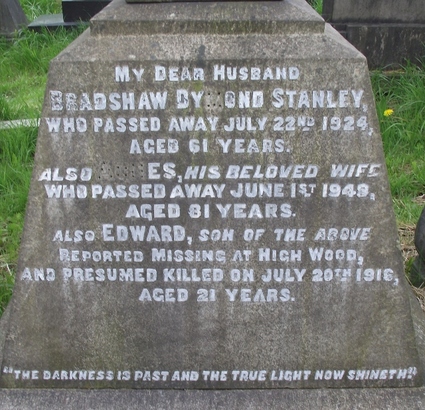 MY DEAR HUSBAND
BRADSHAW DYMOND STANLEY,
WHO PASSED AWAY JULY 22ND 1924,
AGED 61 YEARS.
ALSO AGNES, HIS BELOVED WIFE
WHO PASSED AWAY JUNE 1ST 1948,
AGED 81 YEARS.
ALSO EDWARD, SON OF THE ABOVE
REPORTED MISSING AT HIGH WOOD,
AND PRESUMED KILLED ON JULY 20TH 1916,
AGED 21 YEARS.
"THE DARKNESS IS PAST AND THE TRUE LIGHT NOW SHINETH"